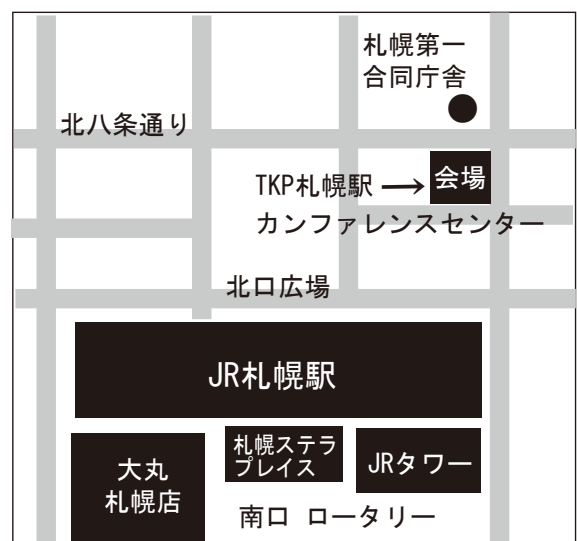 札幌第一
合同庁舎
北八条通り
会場
TKP札幌駅
カンファレンスセンター
北口広場
JR札幌駅
大丸
札幌店
札幌ステラ
プレイス
JRタワー
南口 ロータリー